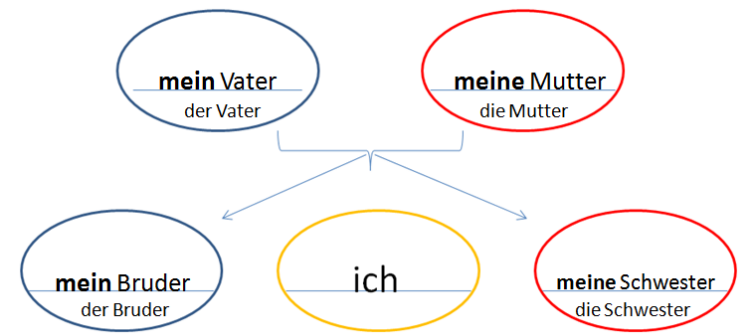 mein Vater
der Vater
meine Mutter
die Mutter
mein Bruder
der Bruder
ich
meine Schwester
die Schwester